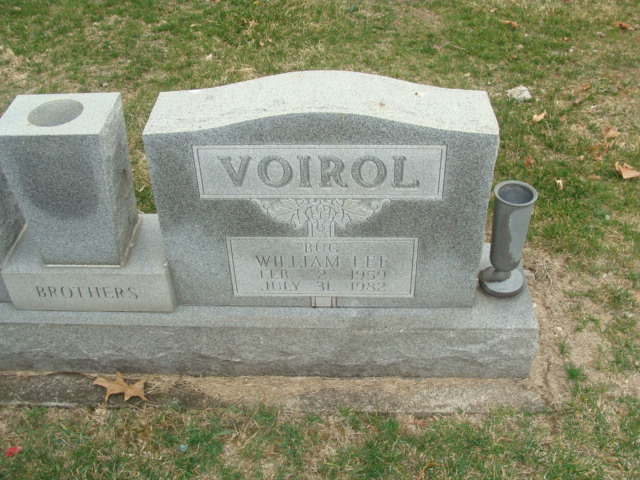 VOIROL
BUG
WILLIAM LEE
FEB. 2, 1959
JULY 31, 1982
BROTHERS